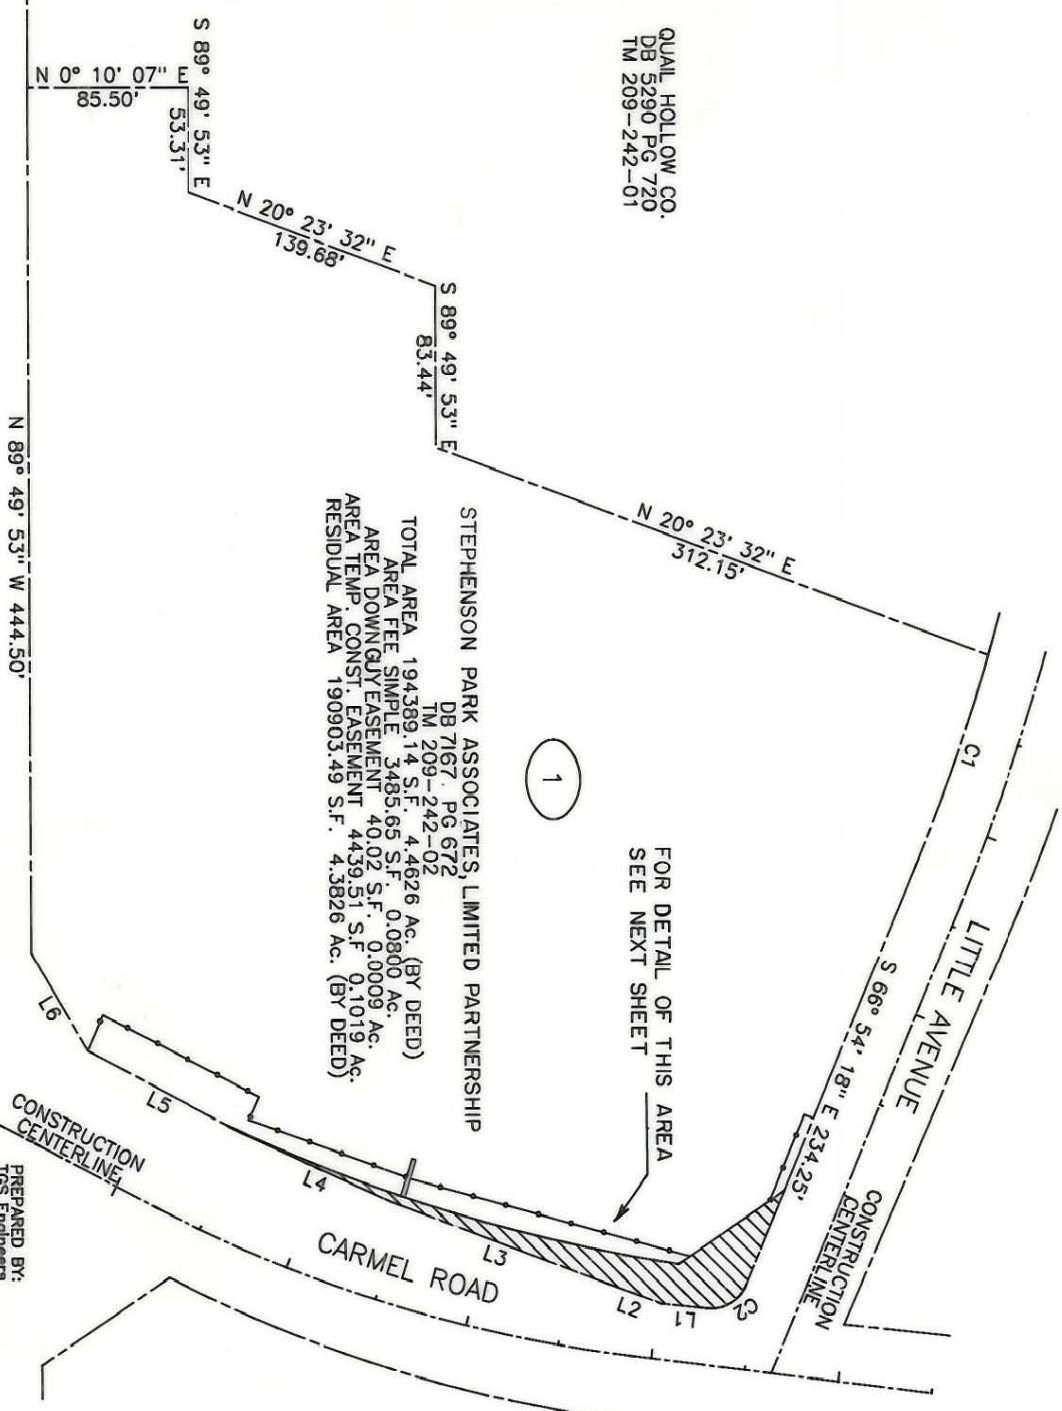 QUAIL HOLLOW CO.
DB 5290 PG 720
TM 209-242-01
S 89° 49' 53" E
53.31'
N 0° 10' 07" E
85.50'
N 20° 23' 32" E
139.68'
S 89° 49' 53" E
83.44'
N 20° 23' 32" E
312.15'
C1
LITTLE AVENUE
S 66° 54' 18" E 234.25'
CONSTRUCTION
CENTERLINE
1
FOR DETAIL OF THIS AREA
SEE NEXT SHEET
STEPHENSON PARK ASSOCIATES, LIMITED PARTNERSHIP
DB 7167 PG 672
TM 209-242-02
TOTAL AREA 194389.14 S.F. 4.4626 Ac. (BY DEED)
AREA FEE SIMPLE 3485.65 S.F. 0.0800 Ac.
AREA DOWNGUY EASEMENT 40.02 S.F. 0.0009 Ac.
AREA TEMP. CONST. EASEMENT 4439.51 S.F 0.1019 Ac.
RESIDUAL AREA 190903.49 S.F. 4.3826 Ac. (BY DEED)
N 89° 49' 53" W 444.50'
L6
L5
L4
L3
L2
L1
C2
CARMEL ROAD
CONSTRUCTION
CENTERLINE
PREPARED BY:
TGS Engineers